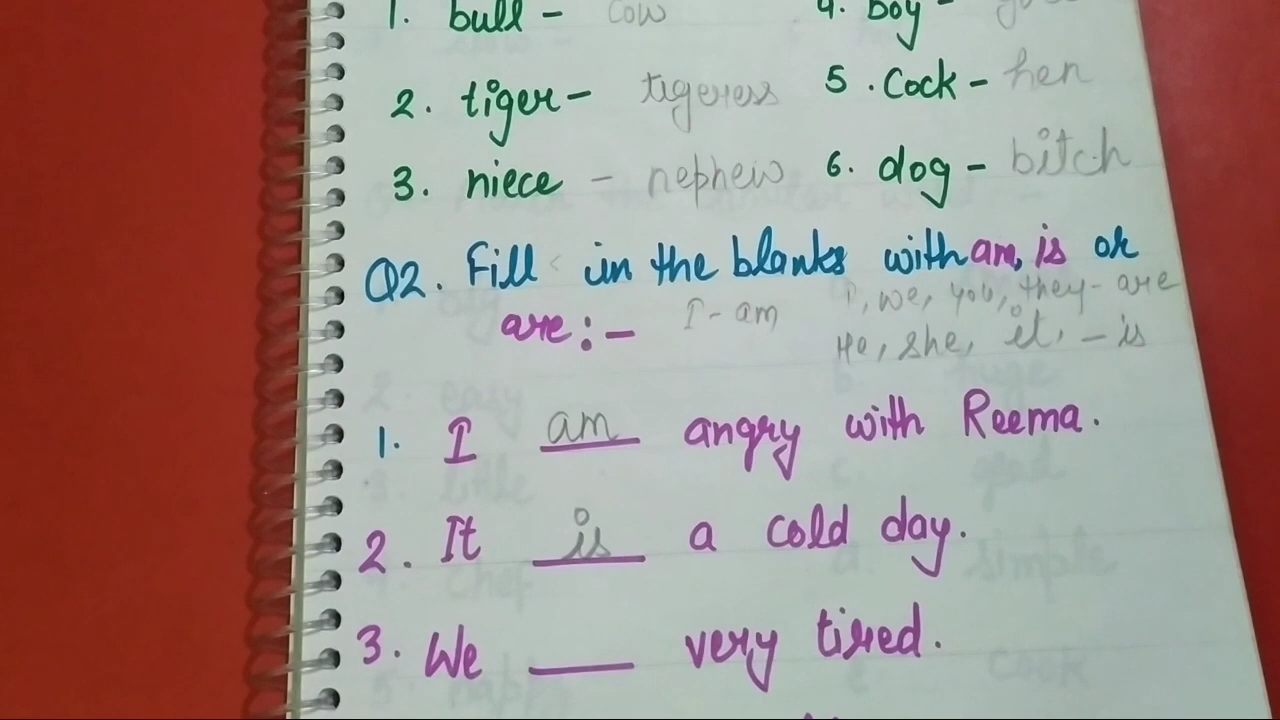 1. bull - cow 4. boy -
2. tiger - tigeress 5. Cock - hen
3. niece - nephew 6. dog - bitch
Q2. Fill in the blanks with am, is or
are :- I - am I, we, you, they - are
He, she, it, - is
1. I am angry with Reema.
2. It is a cold day.
3. We ____ very tired.